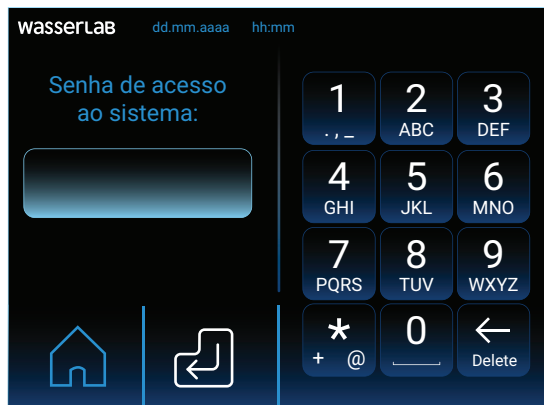 wasserLAB dd.mm.aaaa hh:mm
Senha de acesso
ao sistema:
1 2 3
. , _ ABC DEF
4 5 6
GHI JKL MNO
7 8 9
PQRS TUV WXYZ
* 0 ←
+ @ Delete